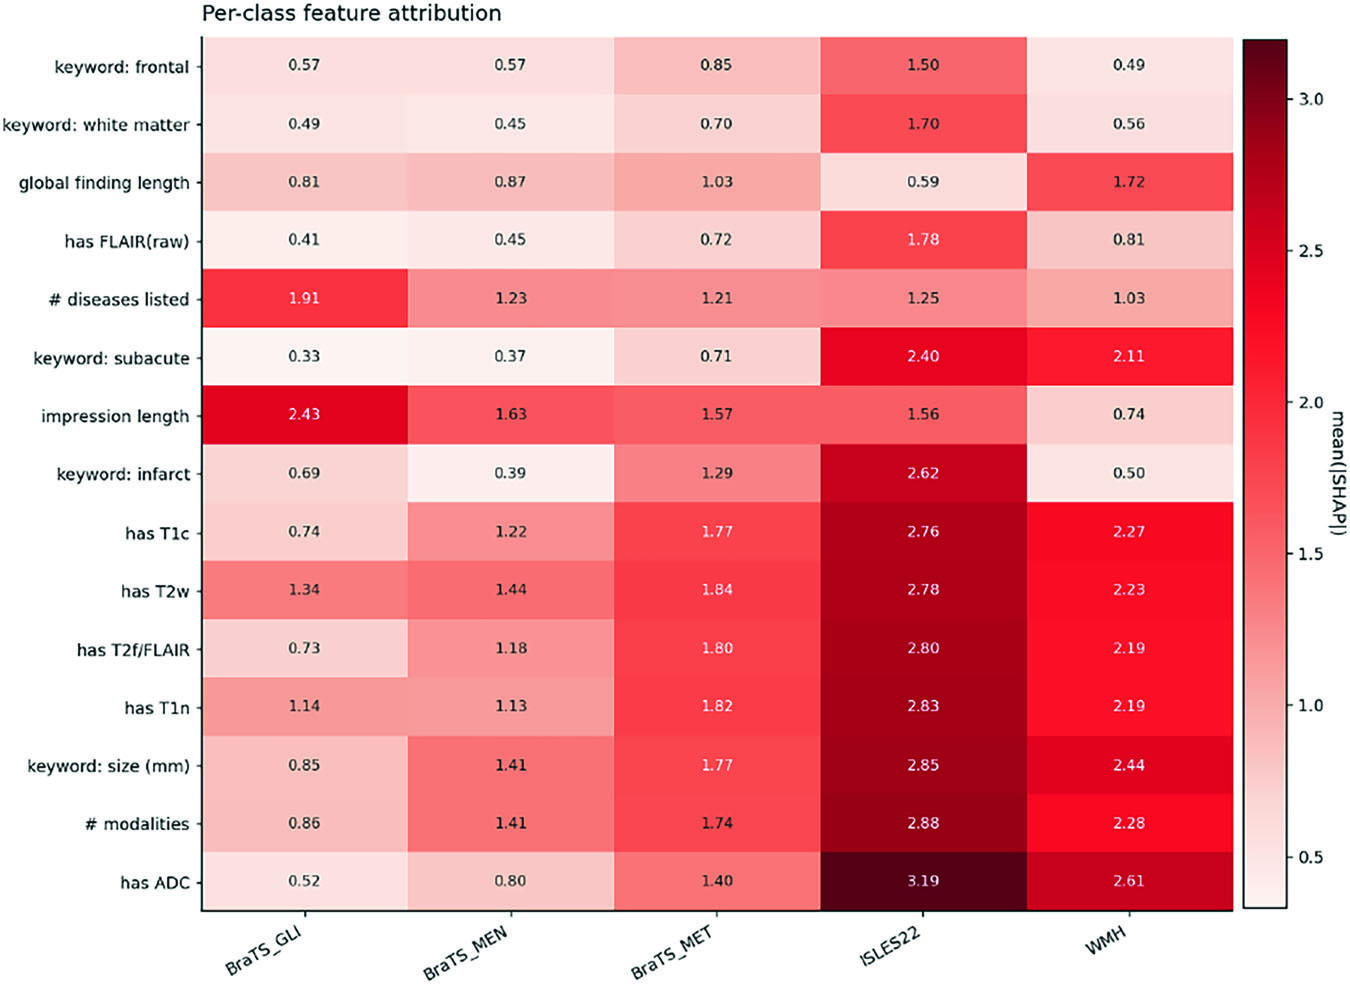 Per-class feature attribution
keyword: frontal 0.57 0.57 0.85 1.50 0.49
keyword: white matter 0.49 0.45 0.70 1.70 0.56
global finding length 0.81 0.87 1.03 0.59 1.72
has FLAIR(raw) 0.41 0.45 0.72 1.78 0.81
# diseases listed 1.91 1.23 1.21 1.25 1.03
keyword: subacute 0.33 0.37 0.71 2.40 2.11
impression length 2.43 1.63 1.57 1.56 0.74
keyword: infarct 0.69 0.39 1.29 2.62 0.50
has T1c 0.74 1.22 1.77 2.76 2.27
has T2w 1.34 1.44 1.84 2.78 2.23
has T2f/FLAIR 0.73 1.18 1.80 2.80 2.19
has T1n 1.14 1.13 1.82 2.83 2.19
keyword: size (mm) 0.85 1.41 1.77 2.85 2.44
# modalities 0.86 1.41 1.74 2.88 2.28
has ADC 0.52 0.80 1.40 3.19 2.61
BraTS_GLI BraTS_MEN BraTS_MET ISLES22 WMH
3.0
2.5
2.0
1.5
1.0
0.5
mean(|SHAP|)